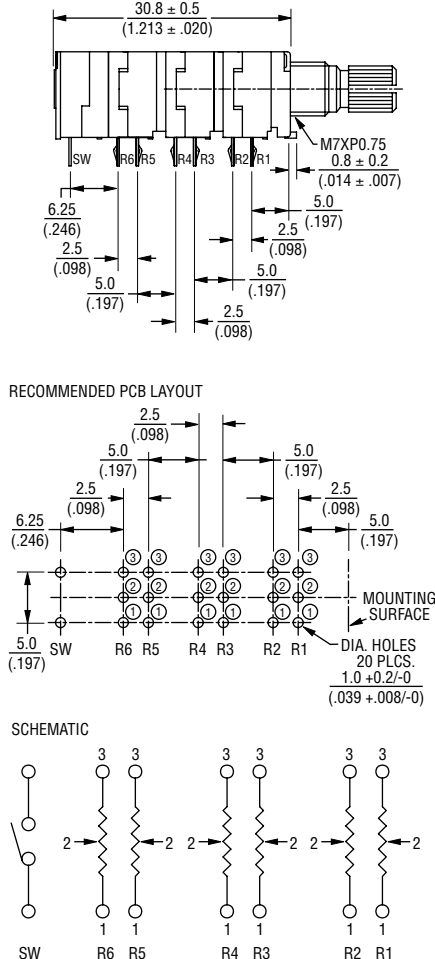 30.8 ± 0.5
(1.213 ± .020)
SW R6 R5 R4 R3 R2 R1
M7XP0.75
0.8 ± 0.2
(.014 ± .007)
6.25
(.246)
5.0
(.197)
2.5
(.098)
2.5
(.098)
5.0
(.197)
5.0
(.197)
2.5
(.098)
RECOMMENDED PCB LAYOUT
2.5
(.098)
5.0
(.197)
5.0
(.197)
2.5
(.098)
2.5
(.098)
6.25
(.246)
5.0
(.197)
3 3 3 3 3 3
2 2 2 2 2 2
1 1 1 1 1 1
MOUNTING
SURFACE
5.0
(.197)
SW R6 R5 R4 R3 R2 R1
DIA. HOLES
20 PLCS.
1.0 +0.2/-0
(.039 +.008/-0)
SCHEMATIC
3 3 3 3 3 3
2 2 2 2 2 2
1 1 1 1 1 1
SW R6 R5 R4 R3 R2 R1